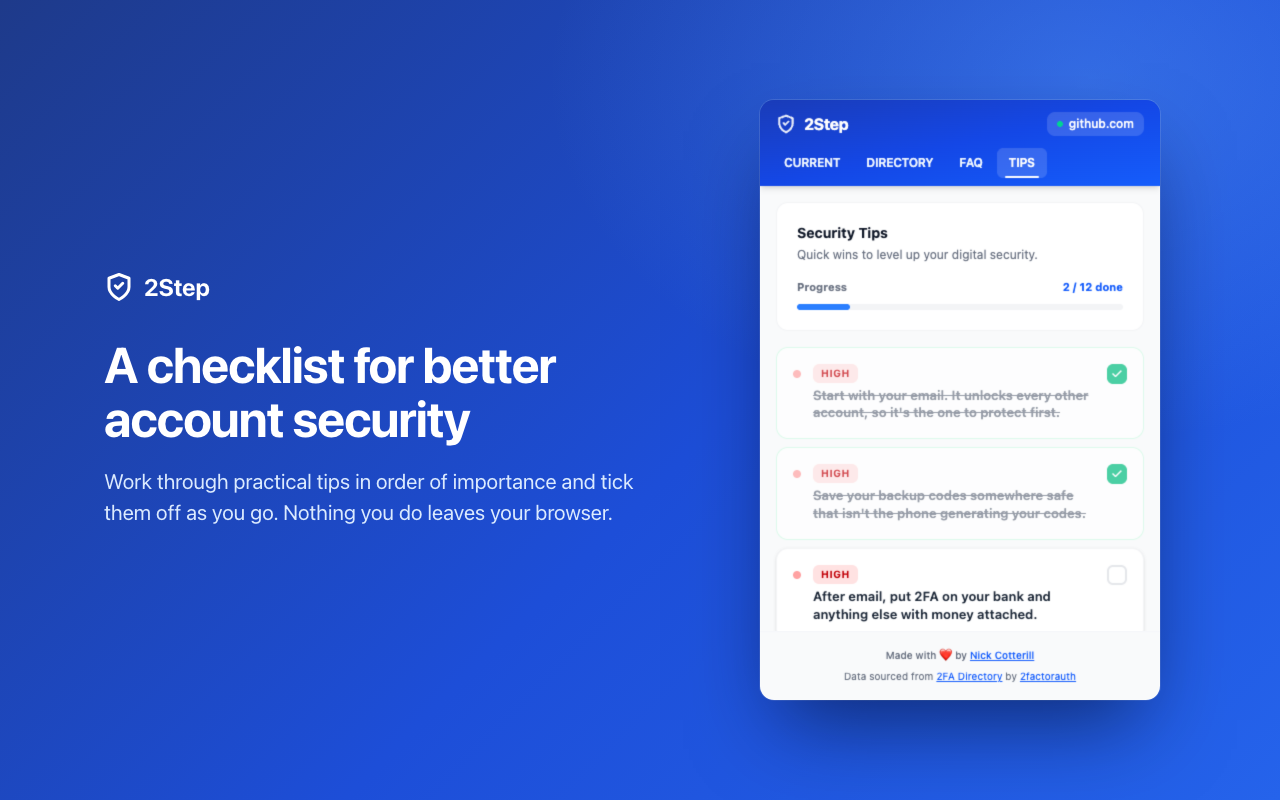 2Step
A checklist for better
account security
Work through practical tips in order of importance and tick
them off as you go. Nothing you do leaves your browser.
2Step
github.com
CURRENT DIRECTORY FAQ TIPS
Security Tips
Quick wins to level up your digital security.
Progress 2 / 12 done
HIGH
Start with your email. It unlocks every other
account, so it's the one to protect first.
HIGH
Save your backup codes somewhere safe
that isn't the phone generating your codes.
HIGH
After email, put 2FA on your bank and
anything else with money attached.
Made with ❤️ by Nick Cotterill
Data sourced from 2FA Directory by 2factorauth